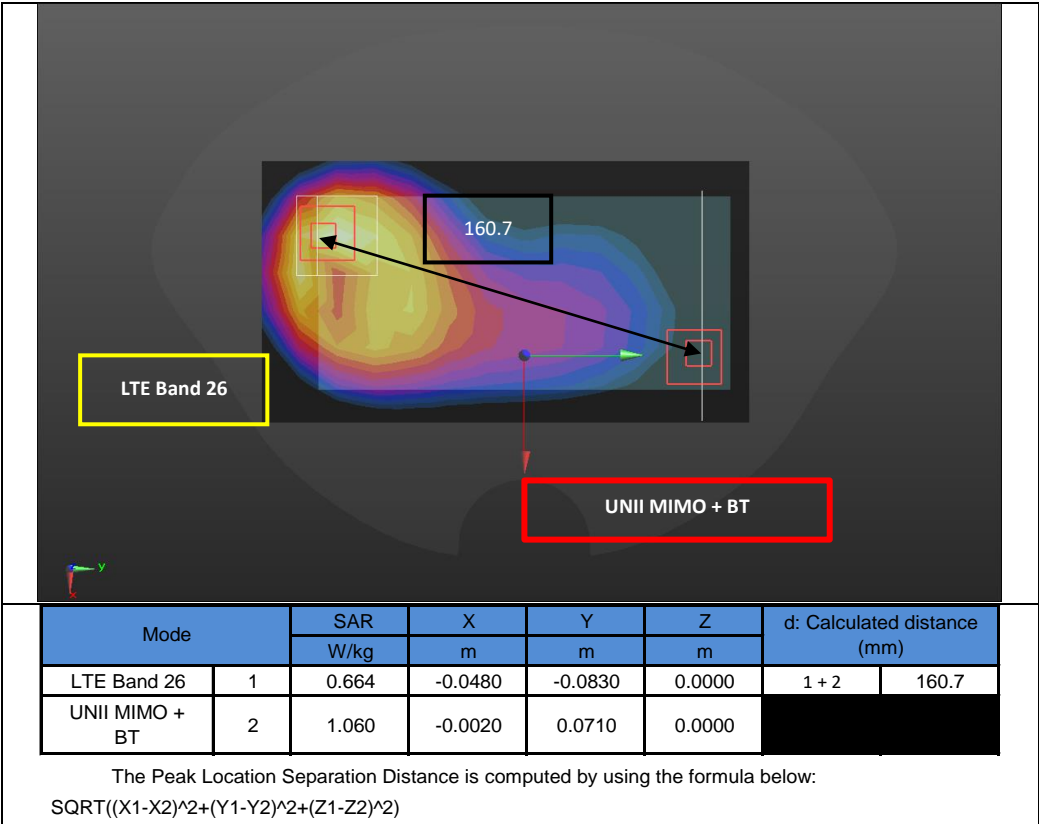 160.7
LTE Band 26
UNII MIMO + BT
y
x
Mode SAR X Y Z d: Calculated distance (mm)
W/kg m m m
LTE Band 26 1 0.664 -0.0480 -0.0830 0.0000 1 + 2 160.7
UNII MIMO + BT 2 1.060 -0.0020 0.0710 0.0000
The Peak Location Separation Distance is computed by using the formula below:
SQRT((X1-X2)^2+(Y1-Y2)^2+(Z1-Z2)^2)